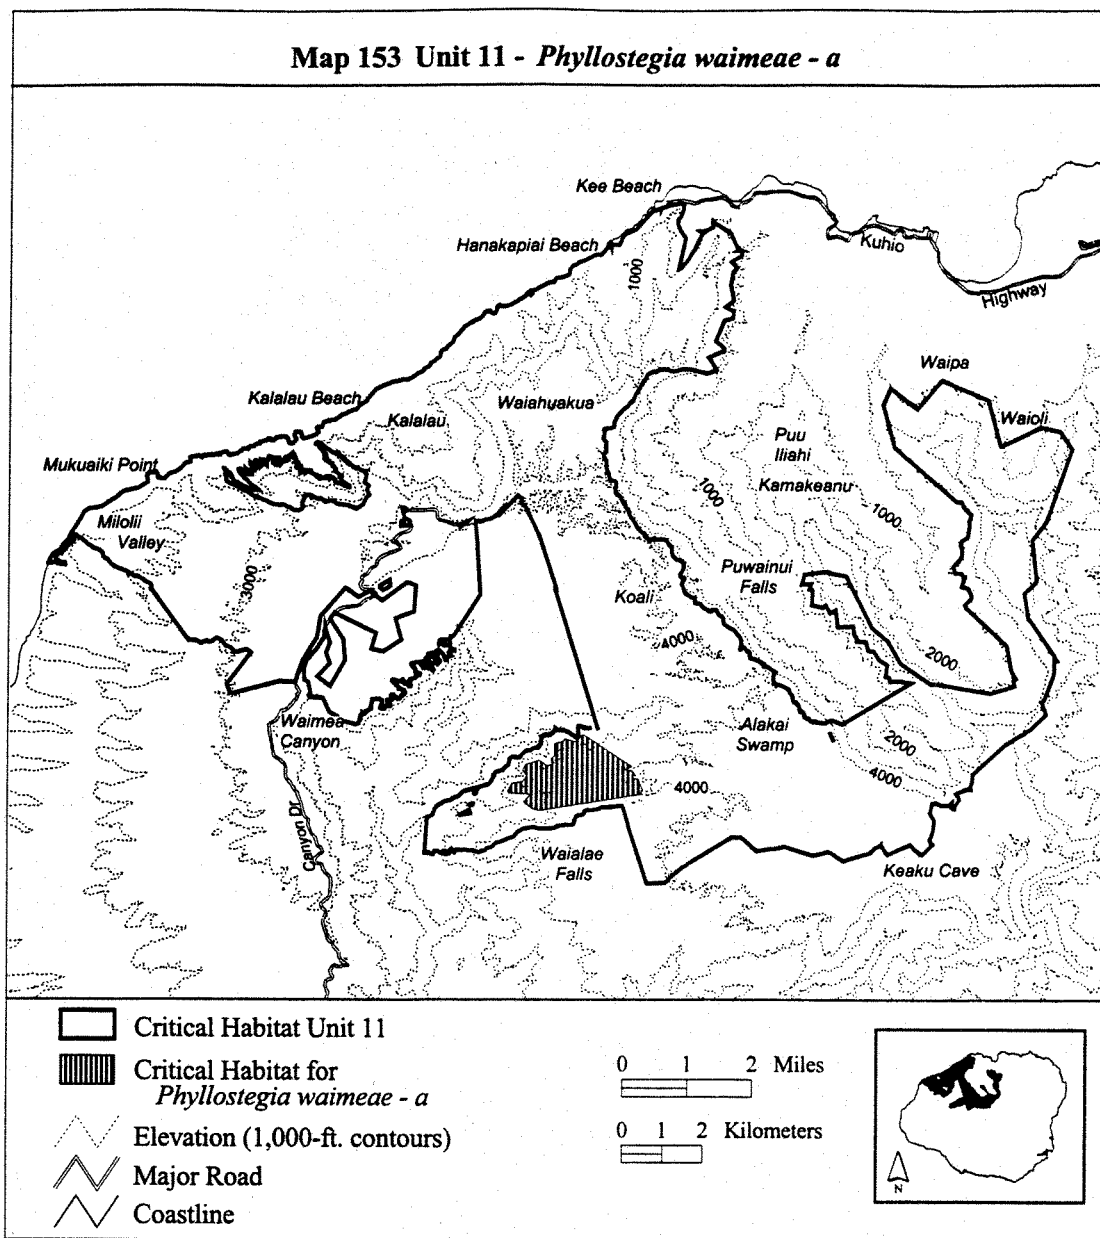 Map 153 Unit 11 - Phyllostegia waimeae - a
Kee Beach
Hanakapiai Beach
Kuhio
Highway
1000
Waipa
Kalalau Beach
Kalalau
Waiahuakua
Waioli
Puu
Iliahi
Mukuaiki Point
Kamakeanu
1000
1000
Milolii
Valley
3000
Puwainui
Falls
Koali
4000
2000
Waimea
Canyon
Alakai
Swamp
2000
4000
4000
Canyon Dr
Waialae
Falls
Keaku Cave
Critical Habitat Unit 11
Critical Habitat for
Phyllostegia waimeae - a
Elevation (1,000-ft. contours)
Major Road
Coastline
0 1 2 Miles
0 1 2 Kilometers
N